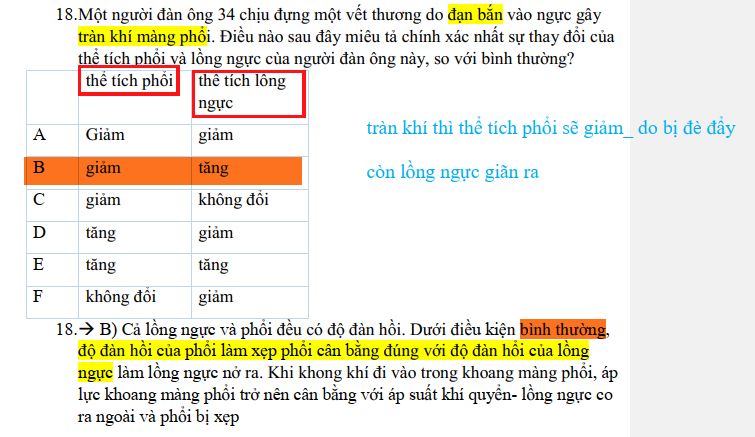 18.Một người đàn ông 34 chịu đựng một vết thương do đạn bắn vào ngực gây
tràn khí màng phổi. Điều nào sau đây miêu tả chính xác nhất sự thay đổi của
thể tích phổi và lồng ngực của người đàn ông này, so với bình thường?
thể tích phổi thể tích lồng
ngực
A Giảm giảm
B giảm tăng
C giảm không đổi
D tăng giảm
E tăng tăng
F không đổi giảm
tràn khí thì thể tích phổi sẽ giảm_ do bị đè đẩy
còn lồng ngực giãn ra
18.→ B) Cả lồng ngực và phổi đều có độ đàn hồi. Dưới điều kiện bình thường,
độ đàn hồi của phổi làm xẹp phổi cân bằng đúng với độ đàn hồi của lồng
ngực làm lồng ngực nở ra. Khi khong khí đi vào trong khoang màng phổi, áp
lực khoang màng phổi trở nên cân bằng với áp suất khí quyển- lồng ngực co
ra ngoài và phổi bị xẹp